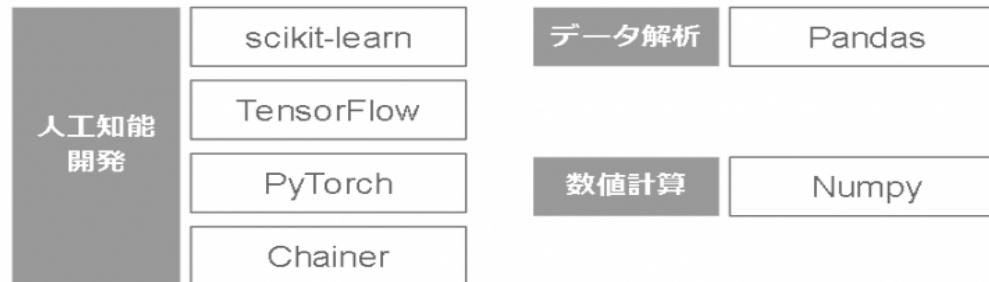 人工知能
開発
scikit-learn
TensorFlow
PyTorch
Chainer
データ解析
Pandas
数値計算
Numpy